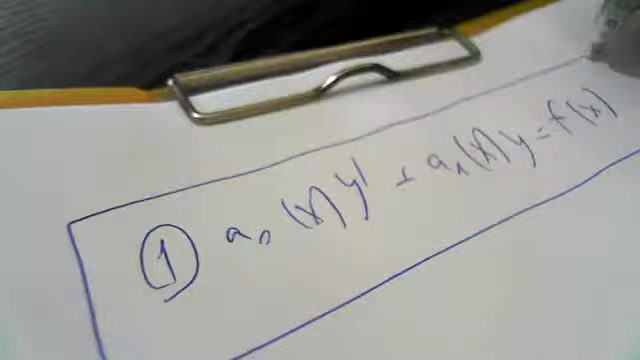 ① a₀(x)y' + a₁(x)y = f(x)